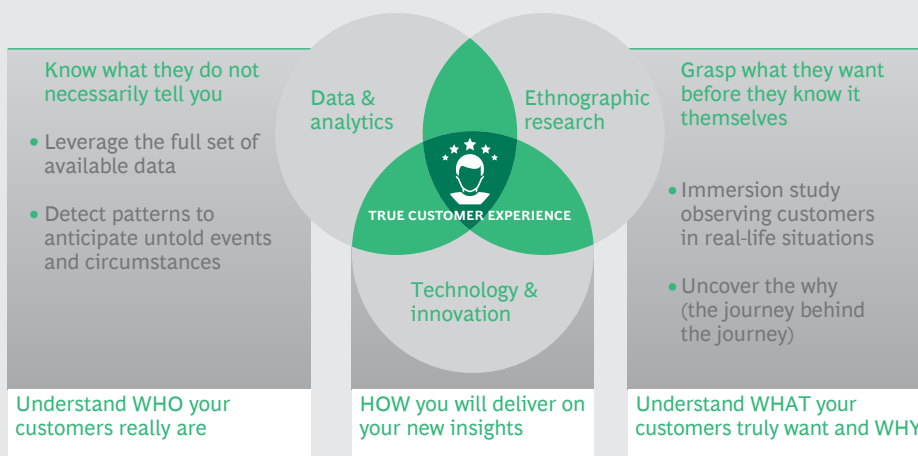 Know what they do not
necessarily tell you
• Leverage the full set of
available data
• Detect patterns to
anticipate untold events
and circumstances
Understand WHO your
customers really are
Data &
analytics
Ethnographic
research
TRUE CUSTOMER EXPERIENCE
Technology &
innovation
HOW you will deliver on
your new insights
Grasp what they want
before they know it
themselves
• Immersion study
observing customers
in real-life situations
• Uncover the why
(the journey behind
the journey)
Understand WHAT your
customers truly want and WHY